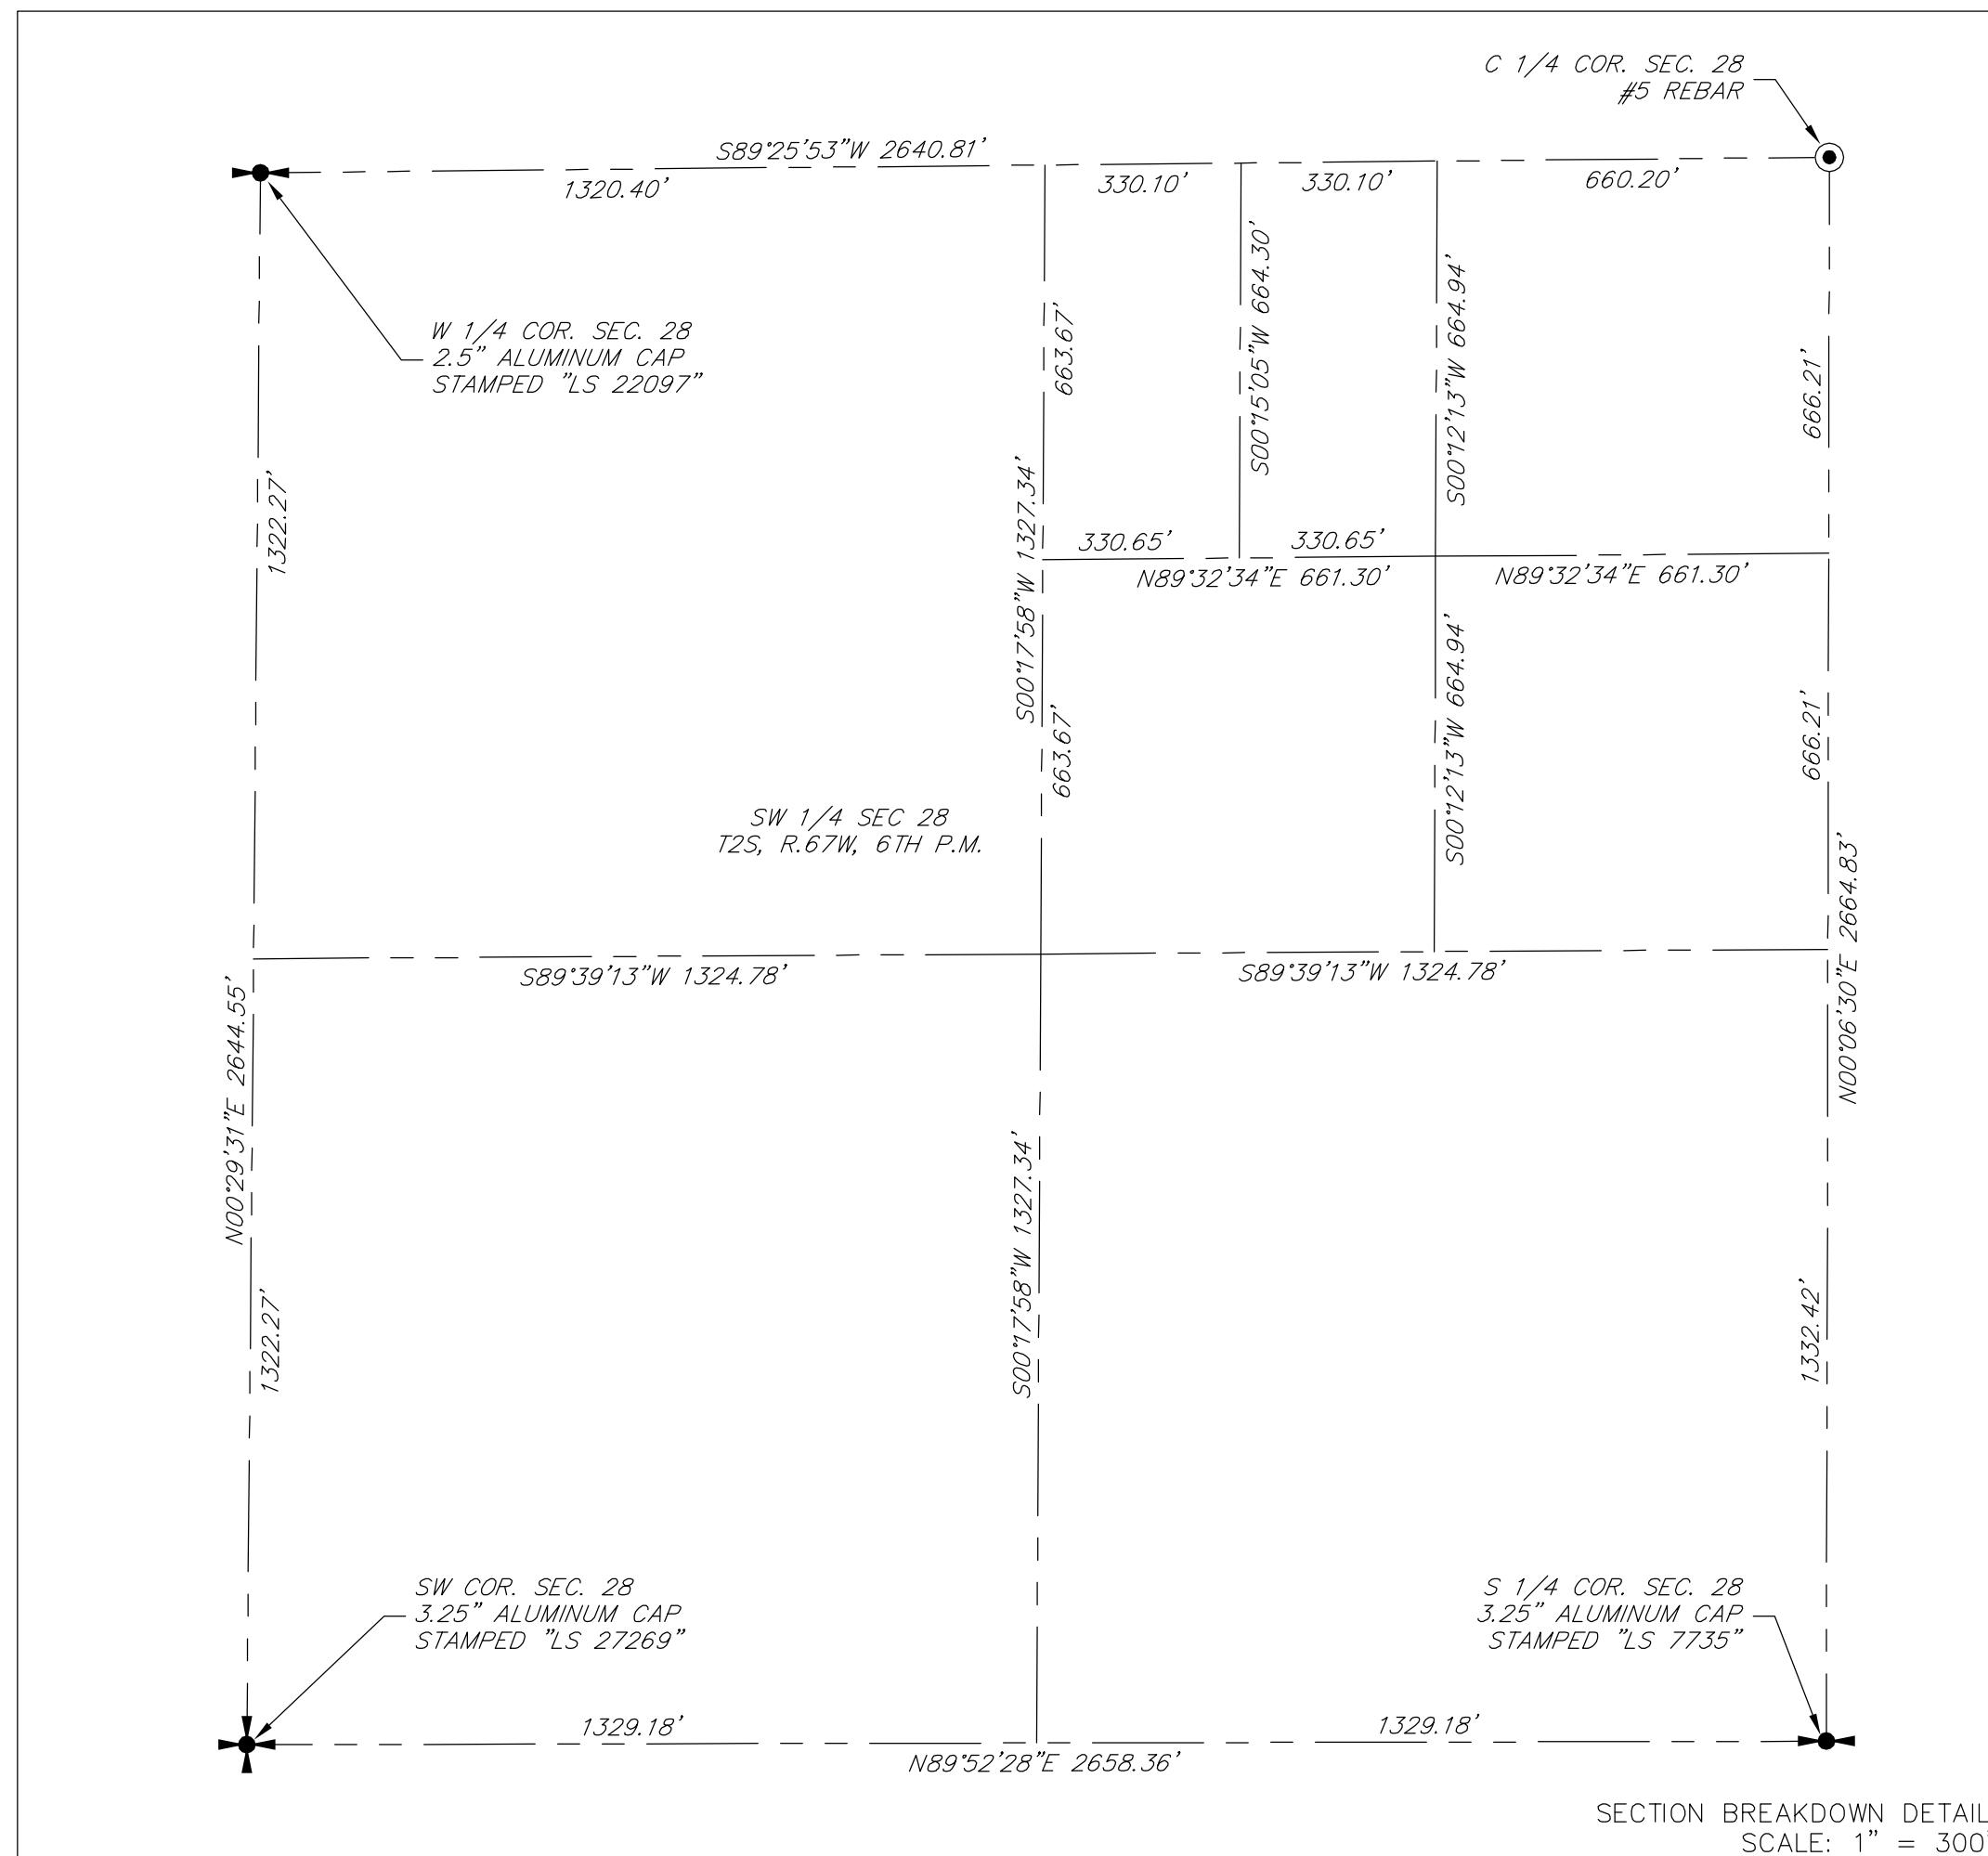 C 1/4 COR. SEC. 28
#5 REBAR
S89°25'53"W 2640.81'
1320.40'
330.10'
330.10'
660.20'
W 1/4 COR. SEC. 28
2.5" ALUMINUM CAP
STAMPED "LS 22097"
1322.27'
663.67'
S00°15'05"W 664.30'
S00°12'13"W 664.94'
666.21'
S00°17'58"W 1327.34'
330.65'
330.65'
N89°32'34"E 661.30'
N89°32'34"E 661.30'
663.67'
S00°12'13"W 664.94'
666.21'
SW 1/4 SEC 28
T2S, R.67W, 6TH P.M.
N00°06'30"E 2664.83'
S89°39'13"W 1324.78'
S89°39'13"W 1324.78'
N00°29'31"E 2644.55'
S00°17'58"W 1327.34'
1322.27'
1332.42'
SW COR. SEC. 28
3.25" ALUMINUM CAP
STAMPED "LS 27269"
S 1/4 COR. SEC. 28
3.25" ALUMINUM CAP
STAMPED "LS 7735"
1329.18'
1329.18'
N89°52'28"E 2658.36'
SECTION BREAKDOWN DETAIL
SCALE: 1" = 300'